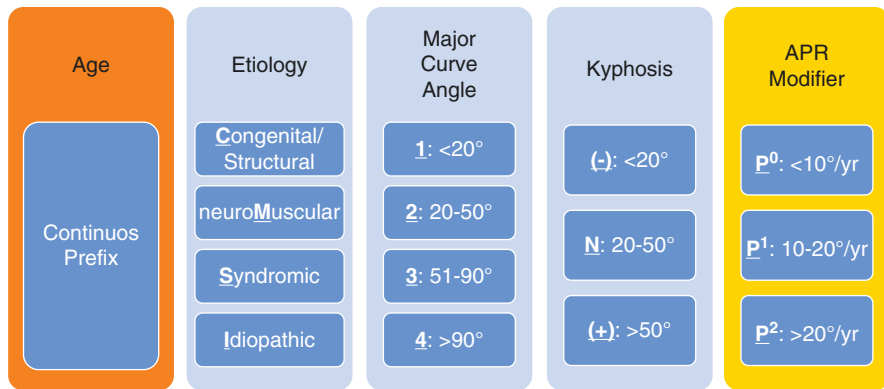 Age
Continuos
Prefix
Etiology
Congenital/
Structural
neuroMuscular
Syndromic
Idiopathic
Major
Curve
Angle
1: <20°
2: 20-50°
3: 51-90°
4: >90°
Kyphosis
(-): <20°
N: 20-50°
(+): >50°
APR
Modifier
P⁰: <10°/yr
P¹: 10-20°/yr
P²: >20°/yr